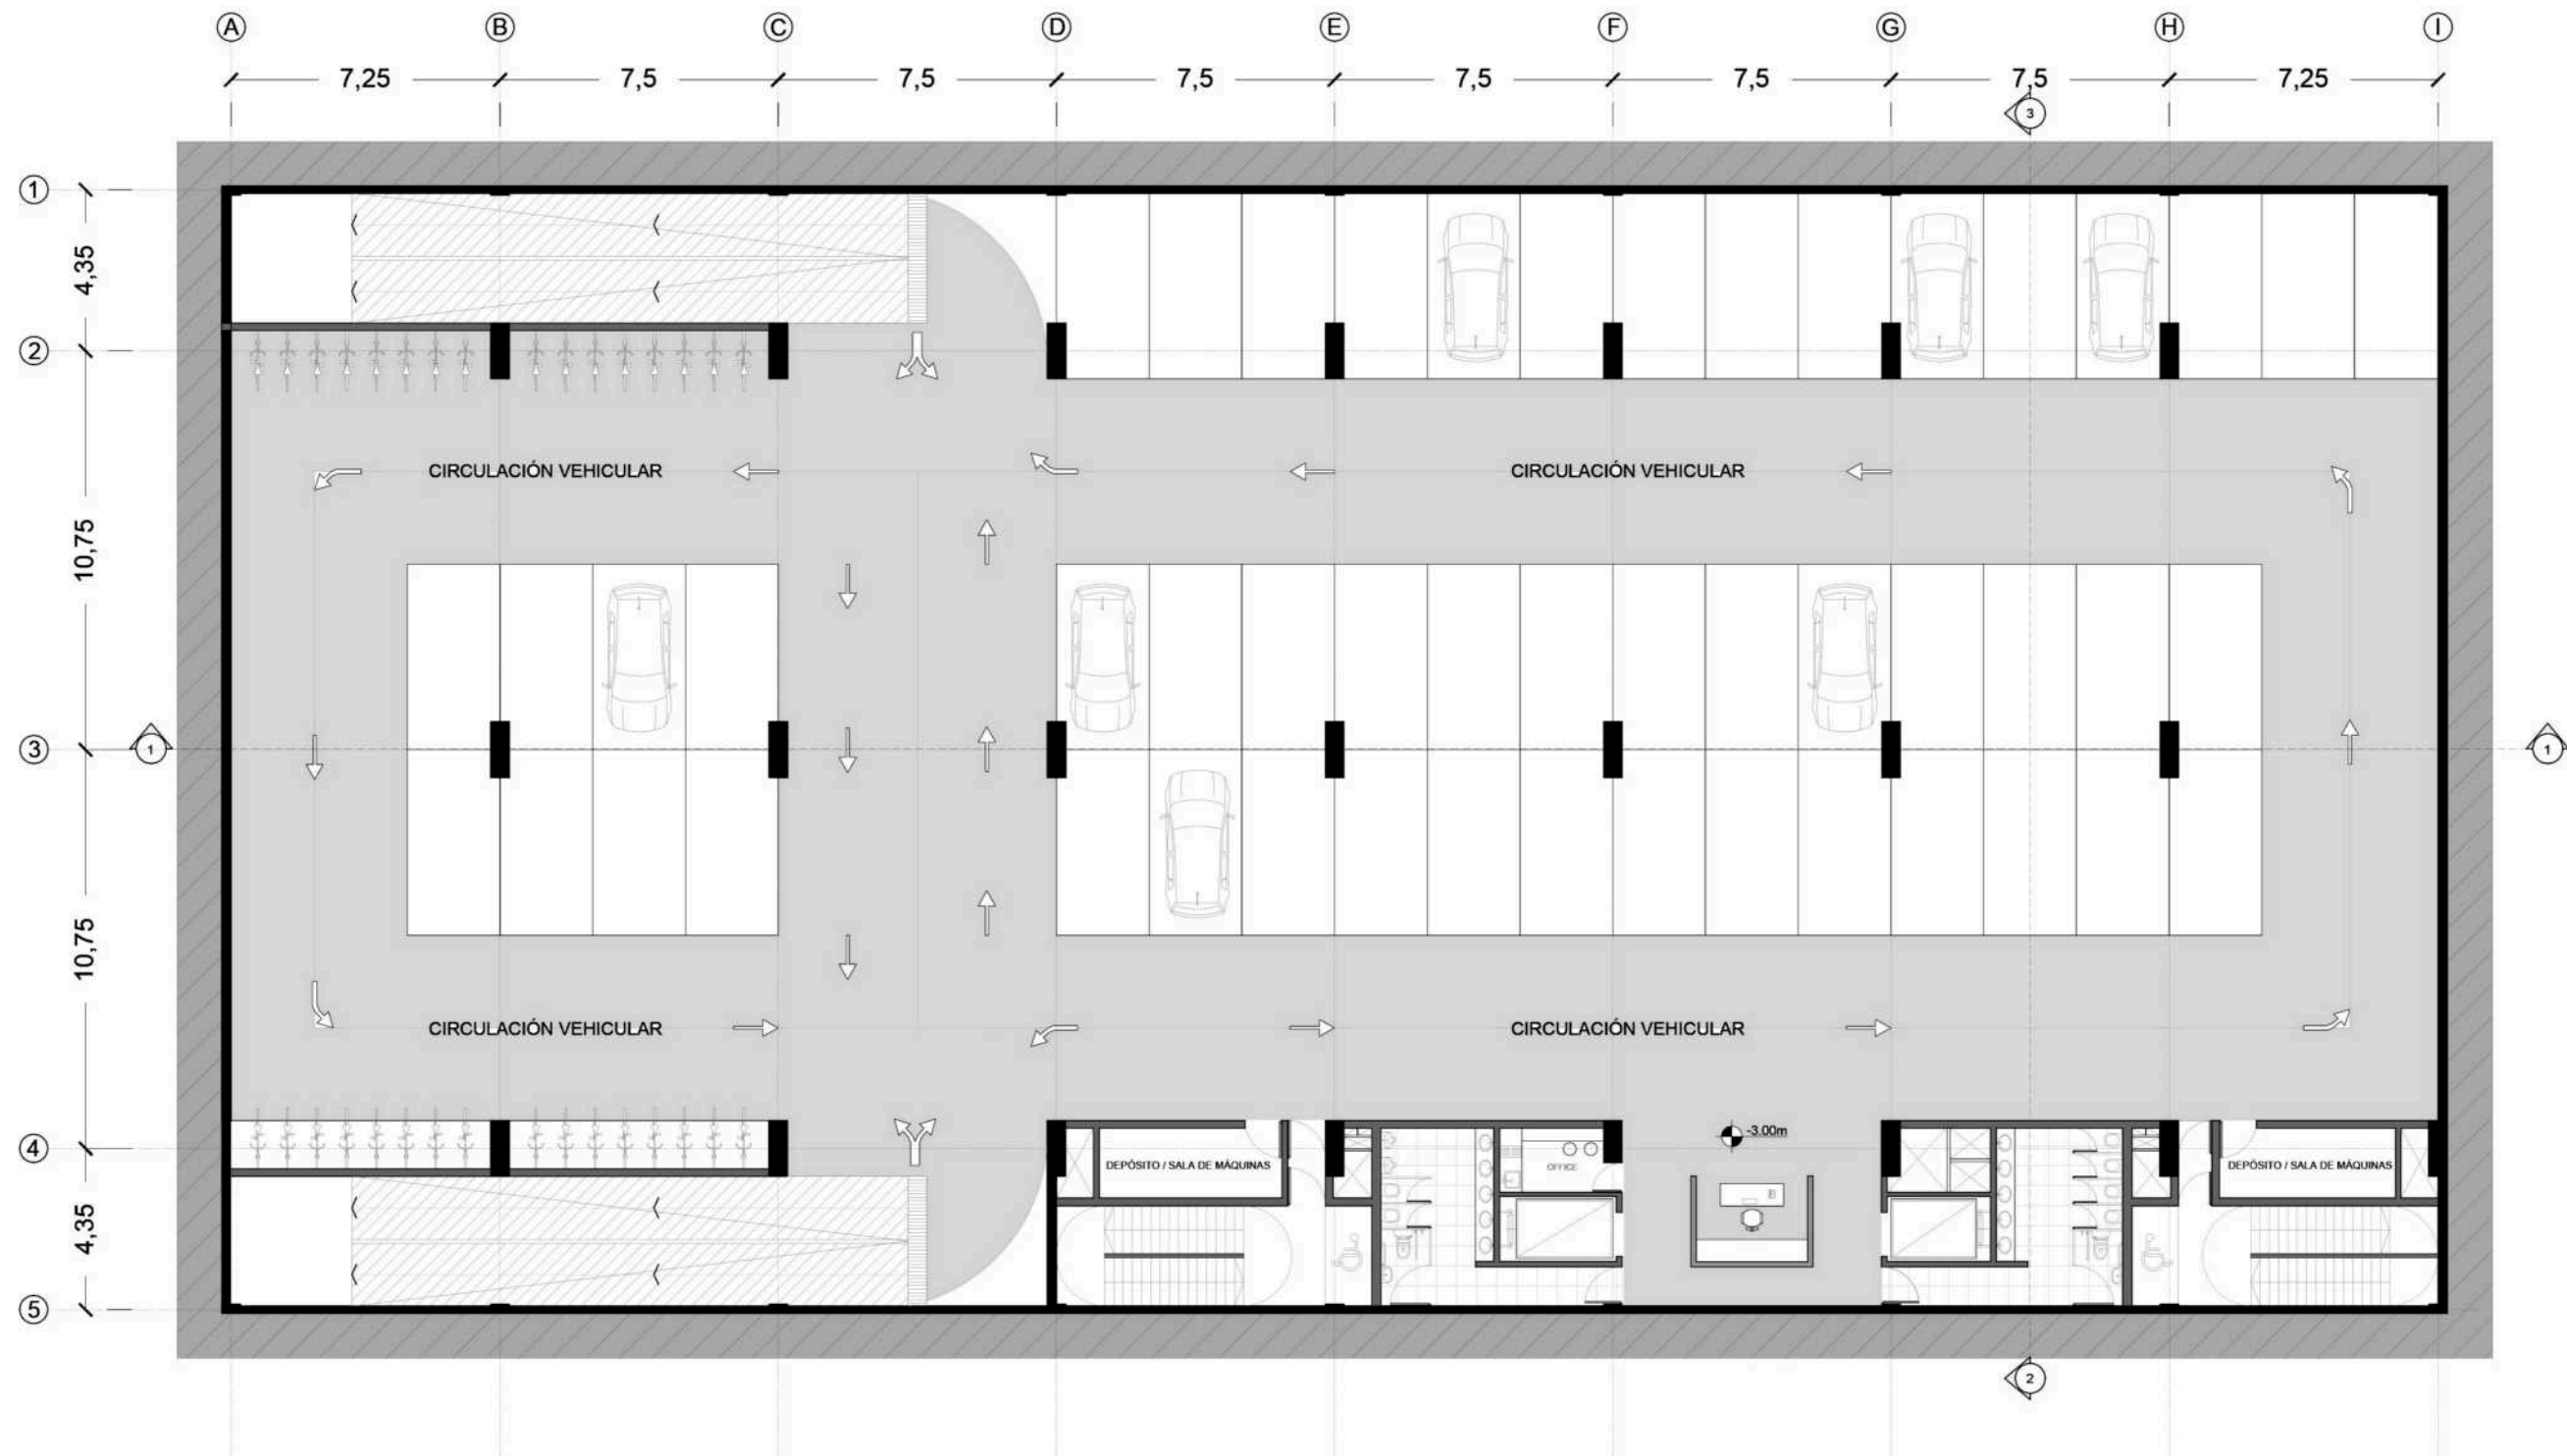 A B C D E F G H I
7,25 7,5 7,5 7,5 7,5 7,5 7,5 7,25
3
1
4,35
2
CIRCULACIÓN VEHICULAR CIRCULACIÓN VEHICULAR
10,75
3 1 1
10,75
CIRCULACIÓN VEHICULAR CIRCULACIÓN VEHICULAR
-3.00m
4
DEPÓSITO / SALA DE MÁQUINAS OFFICE DEPÓSITO / SALA DE MÁQUINAS
4,35
5
2